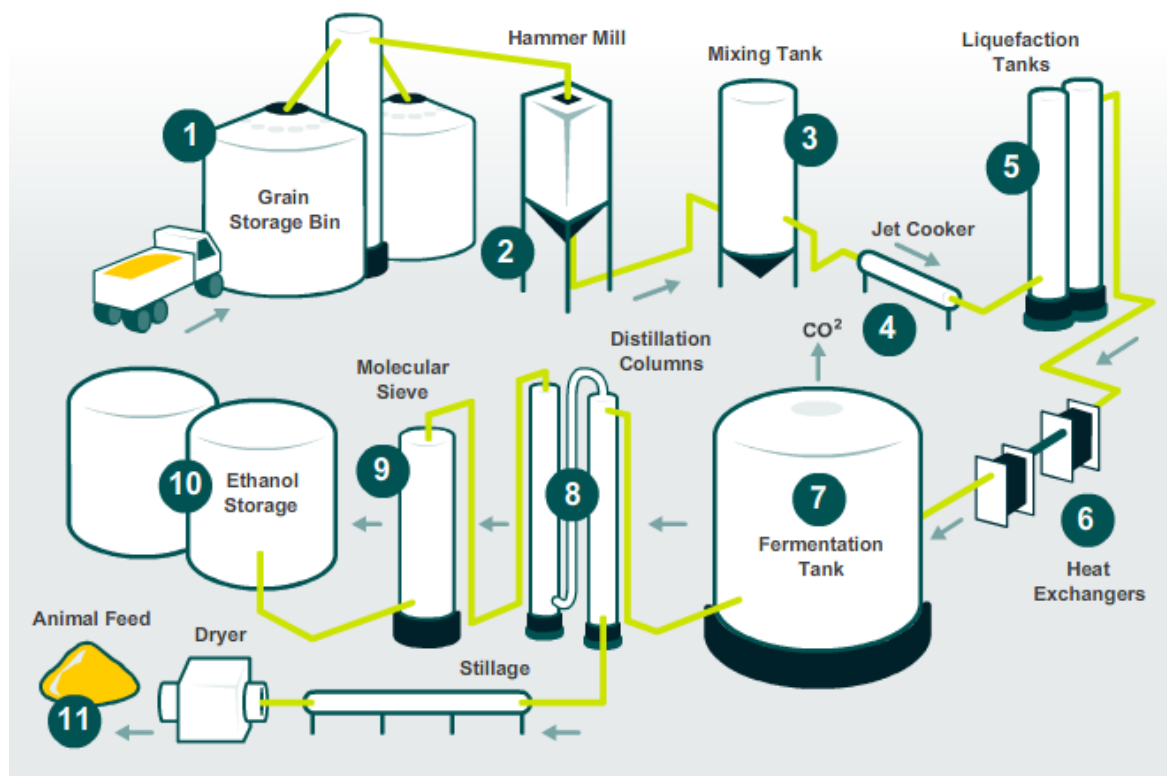 Hammer Mill
Mixing Tank
Liquefaction
Tanks
1
Grain
Storage Bin
2
3
Jet Cooker
4
5
CO²
Distillation
Columns
Molecular
Sieve
6
Heat
Exchangers
7
Fermentation
Tank
8
9
10
Ethanol
Storage
Animal Feed
Dryer
Stillage
11